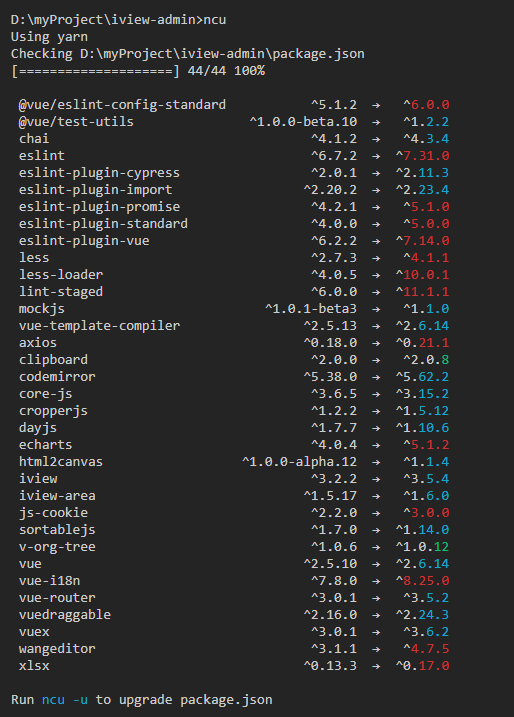 D:\myProject\iview-admin>ncu
Using yarn
Checking D:\myProject\iview-admin\package.json
[====================] 44/44 100%
@vue/eslint-config-standard ^5.1.2 → ^6.0.0
@vue/test-utils ^1.0.0-beta.10 → ^1.2.2
chai ^4.1.2 → ^4.3.4
eslint ^6.7.2 → ^7.31.0
eslint-plugin-cypress ^2.0.1 → ^2.11.3
eslint-plugin-import ^2.20.2 → ^2.23.4
eslint-plugin-promise ^4.2.1 → ^5.1.0
eslint-plugin-standard ^4.0.0 → ^5.0.0
eslint-plugin-vue ^6.2.2 → ^7.14.0
less ^2.7.3 → ^4.1.1
less-loader ^4.0.5 → ^10.0.1
lint-staged ^6.0.0 → ^11.1.1
mockjs ^1.0.1-beta3 → ^1.1.0
vue-template-compiler ^2.5.13 → ^2.6.14
axios ^0.18.0 → ^0.21.1
clipboard ^2.0.0 → ^2.0.8
codemirror ^5.38.0 → ^5.62.2
core-js ^3.6.5 → ^3.15.2
cropperjs ^1.2.2 → ^1.5.12
dayjs ^1.7.7 → ^1.10.6
echarts ^4.0.4 → ^5.1.2
html2canvas ^1.0.0-alpha.12 → ^1.1.4
iview ^3.2.2 → ^3.5.4
iview-area ^1.5.17 → ^1.6.0
js-cookie ^2.2.0 → ^3.0.0
sortablejs ^1.7.0 → ^1.14.0
v-org-tree ^1.0.6 → ^1.0.12
vue ^2.5.10 → ^2.6.14
vue-i18n ^7.8.0 → ^8.25.0
vue-router ^3.0.1 → ^3.5.2
vuedraggable ^2.16.0 → ^2.24.3
vuex ^3.0.1 → ^3.6.2
wangeditor ^3.1.1 → ^4.7.5
xlsx ^0.13.3 → ^0.17.0
Run ncu -u to upgrade package.json